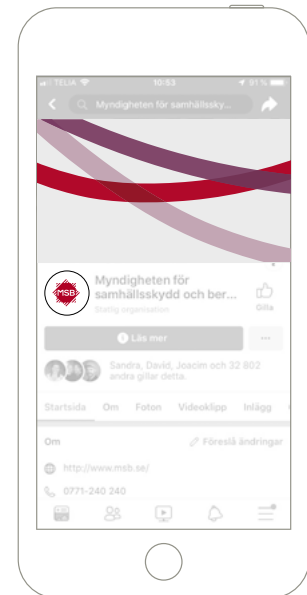 TELIA 10:53 91 %
Myndigheten för samhällssky...
MSB
Myndigheten för
samhällsskydd och ber...
Statlig organisation
Gilla
Läs mer
Sandra, David, Joacim och 32 802
andra gillar detta.
Startsida Om Foton Videoklipp Inlägg
Om Föreslå ändringar
http://www.msb.se/
0771-240 240